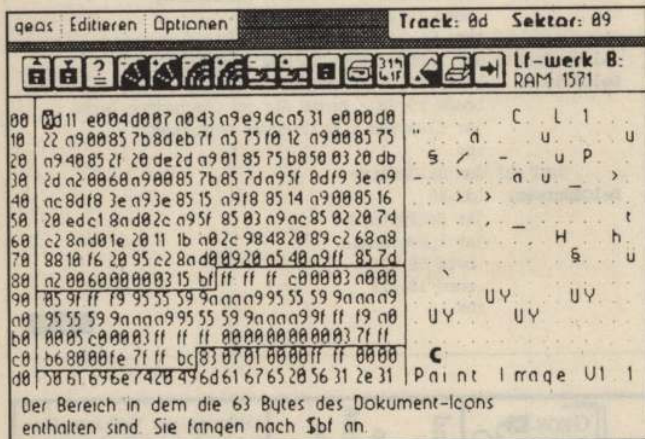 geos Editieren Optionen Track: 0d Sektor: 09
31 41F Lf-werk B:
RAM 1571
00 0d 11 e0 04 d0 07 a0 43 a9 e9 4c a5 31 e0 00 d0 . . . . . . . C . . L . 1 . . .
10 22 a9 00 85 7b 8d eb 7f a5 75 f0 12 a9 00 85 75 " . . . a . . . . u . . . . . u
20 a9 40 85 2f 20 de 2d a9 01 85 75 b8 50 03 20 db § . / . - . . . u . P . .
30 2d a2 00 60 a9 00 85 7b 85 7d a9 5f 8d f9 3e a9 - . . ` . . . a . u . _ . . > .
40 ac 8d f8 3e a9 3e 85 15 a9 f8 85 14 a9 00 85 16 . . . > . > . . . . . . . . . .
50 20 ed c1 8a d0 2c a9 5f 85 03 a9 ac 85 02 20 74 . . . . . , . _ . . . . . . t
60 c2 8a d0 1e 20 11 1b a0 2c 98 48 20 89 c2 68 a8 . . . . . . . , . H . . h .
70 88 10 f6 20 95 c2 8a d0 09 20 a5 40 a9 ff 85 7d . . . . . . . . . § . . . ü
80 a2 00 60 00 00 03 15 bf ff ff ff c0 00 03 a0 00 . . ` . . . . . . . . . . . . .
90 05 9f ff f9 95 55 59 9a aa a9 95 55 59 9a aa a9 . . . . . U Y . . . . U Y . . .
a0 95 55 59 9a aa a9 95 55 59 9a aa a9 9f ff f9 a0 . U Y . . . . U Y . . . . . . .
b0 00 05 c0 00 03 ff ff ff 00 00 00 00 00 03 7f ff
c0 b6 80 00 fe 7f ff bc 83 07 01 00 00 ff ff 00 00 C
d0 50 61 69 6e 74 20 49 6d 61 67 65 20 56 31 2e 31 Paint Image V1 1
Der Bereich in dem die 63 Bytes des Dokument-Icons
enthalten sind. Sie fangen nach $bf an.